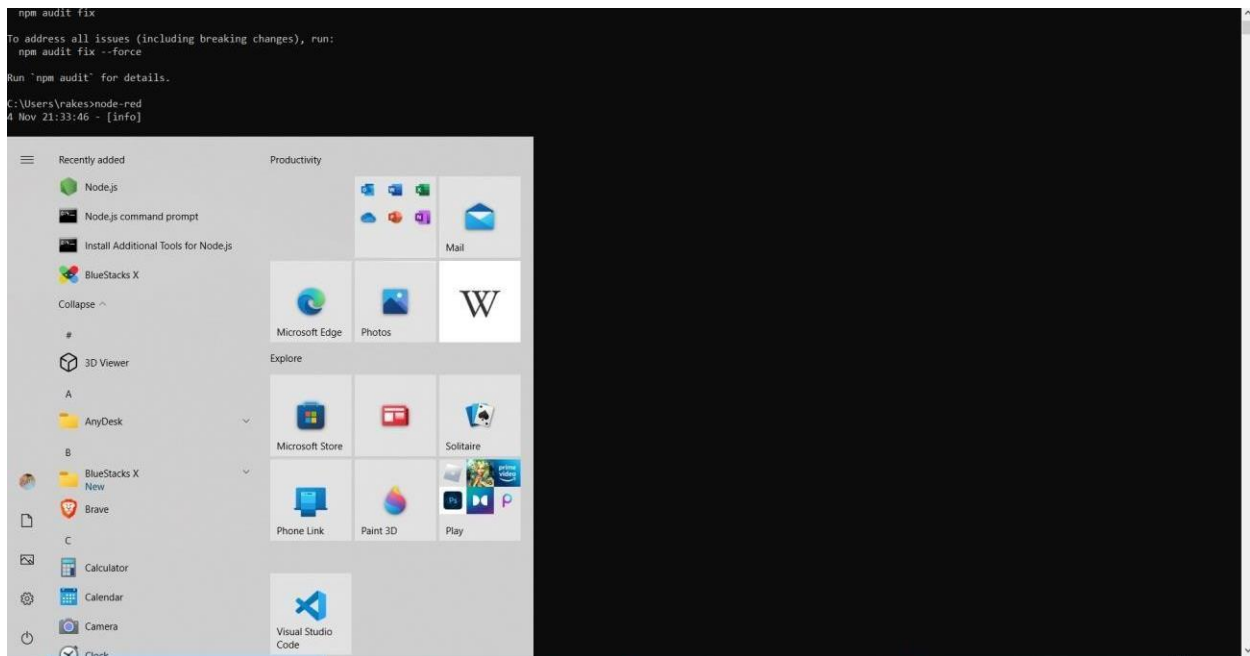 npm audit fix
To address all issues (including breaking changes), run:
npm audit fix --force
Run `npm audit` for details.
C:\Users\rakes>node-red
4 Nov 21:33:46 - [info]
Recently added
Node.js
Node.js command prompt
Install Additional Tools for Node.js
BlueStacks X
Collapse
#
3D Viewer
A
AnyDesk
B
BlueStacks X
New
Brave
C
Calculator
Calendar
Camera
Clock
Productivity
Mail
Microsoft Edge
Photos
W
Explore
Microsoft Store
Solitaire
prime
video
Ps
Phone Link
Paint 3D
Play
Visual Studio
Code